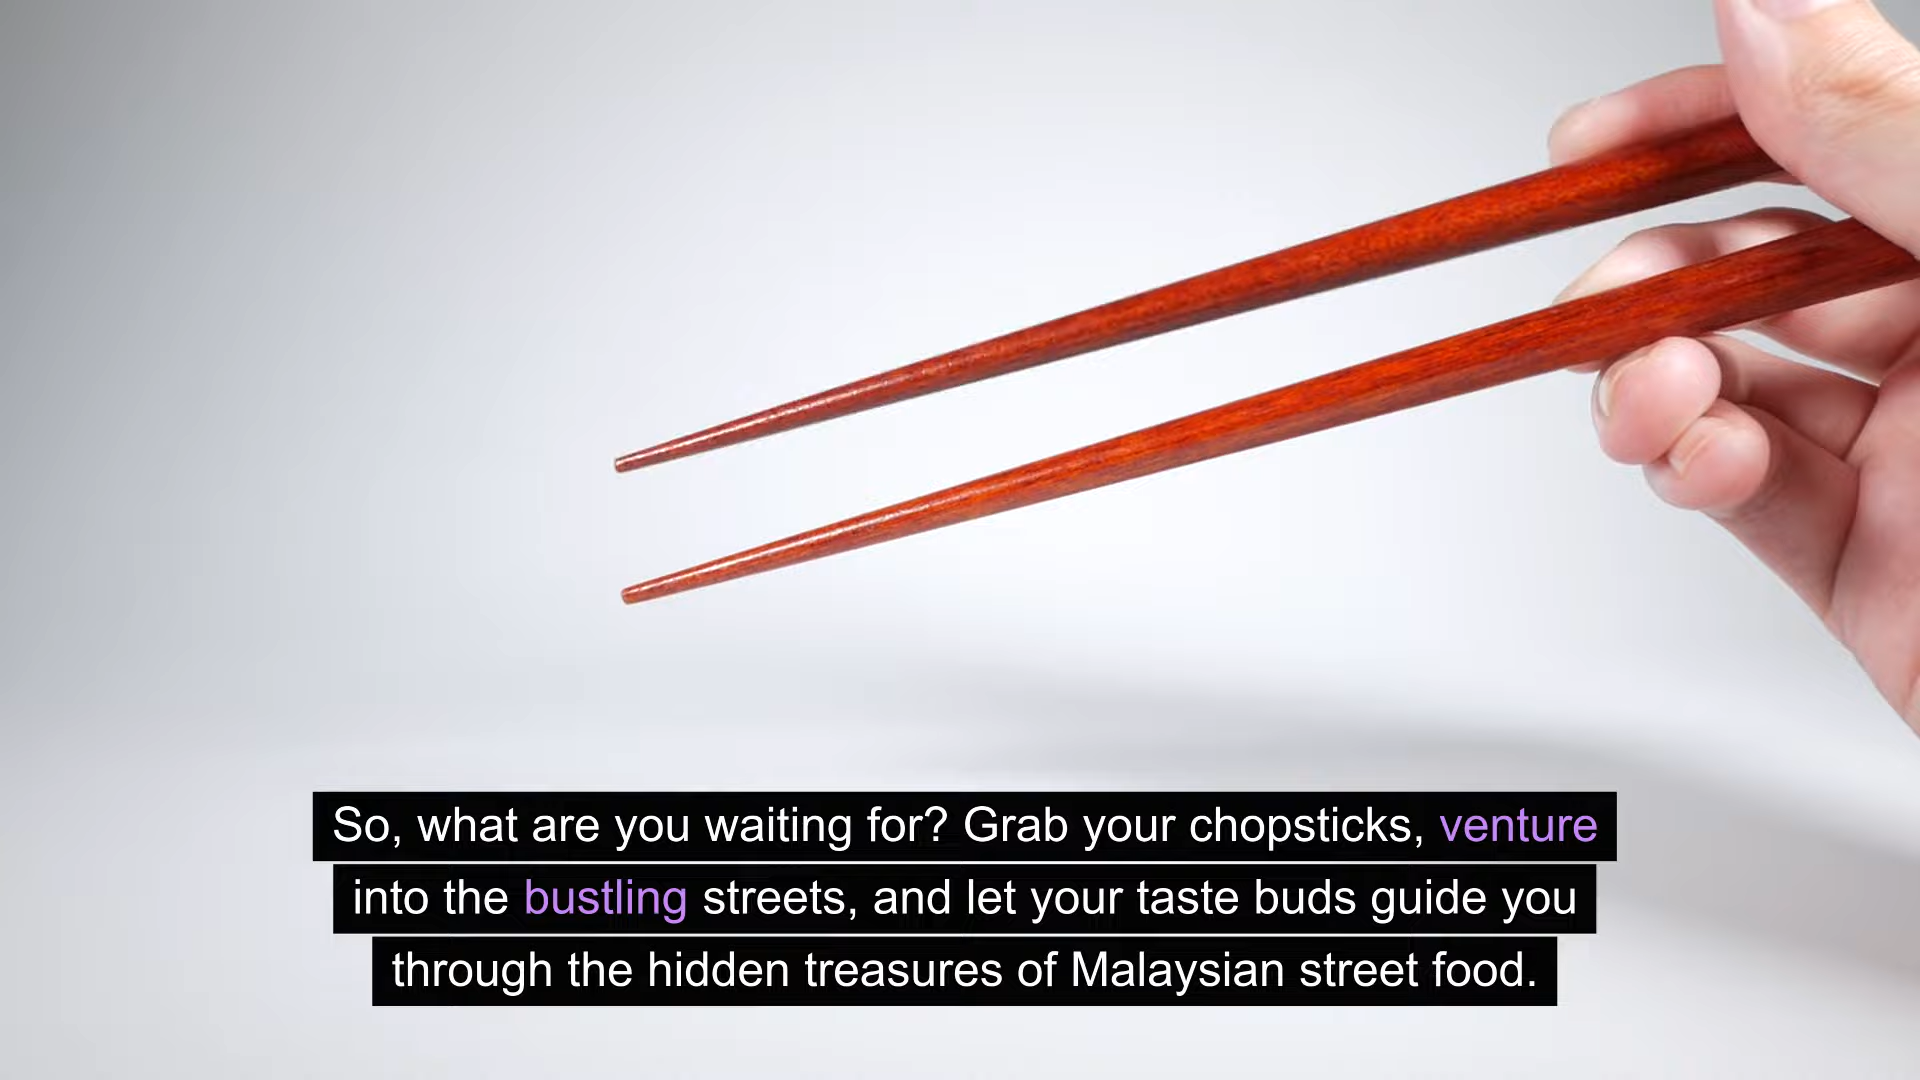 So, what are you waiting for? Grab your chopsticks, venture
into the bustling streets, and let your taste buds guide you
through the hidden treasures of Malaysian street food.